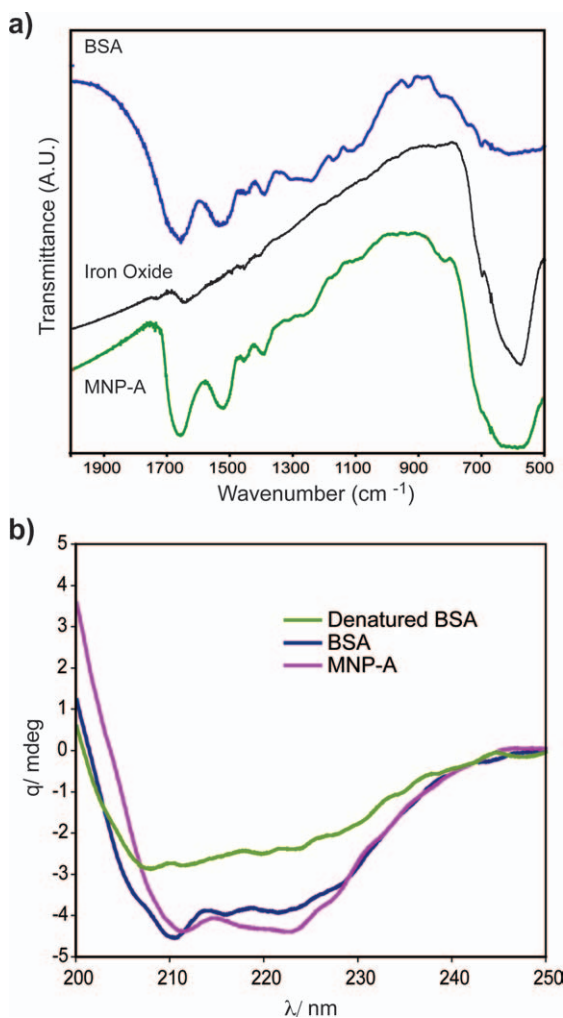 a)
BSA
Iron Oxide
MNP-A
Transmittance (A.U.)
1900 1700 1500 1300 1100 900 700 500
Wavenumber (cm -1)
b)
5
4
3
2
1
0
-1
-2
-3
-4
-5
Denatured BSA
BSA
MNP-A
q/ mdeg
200 210 220 230 240 250
λ/ nm